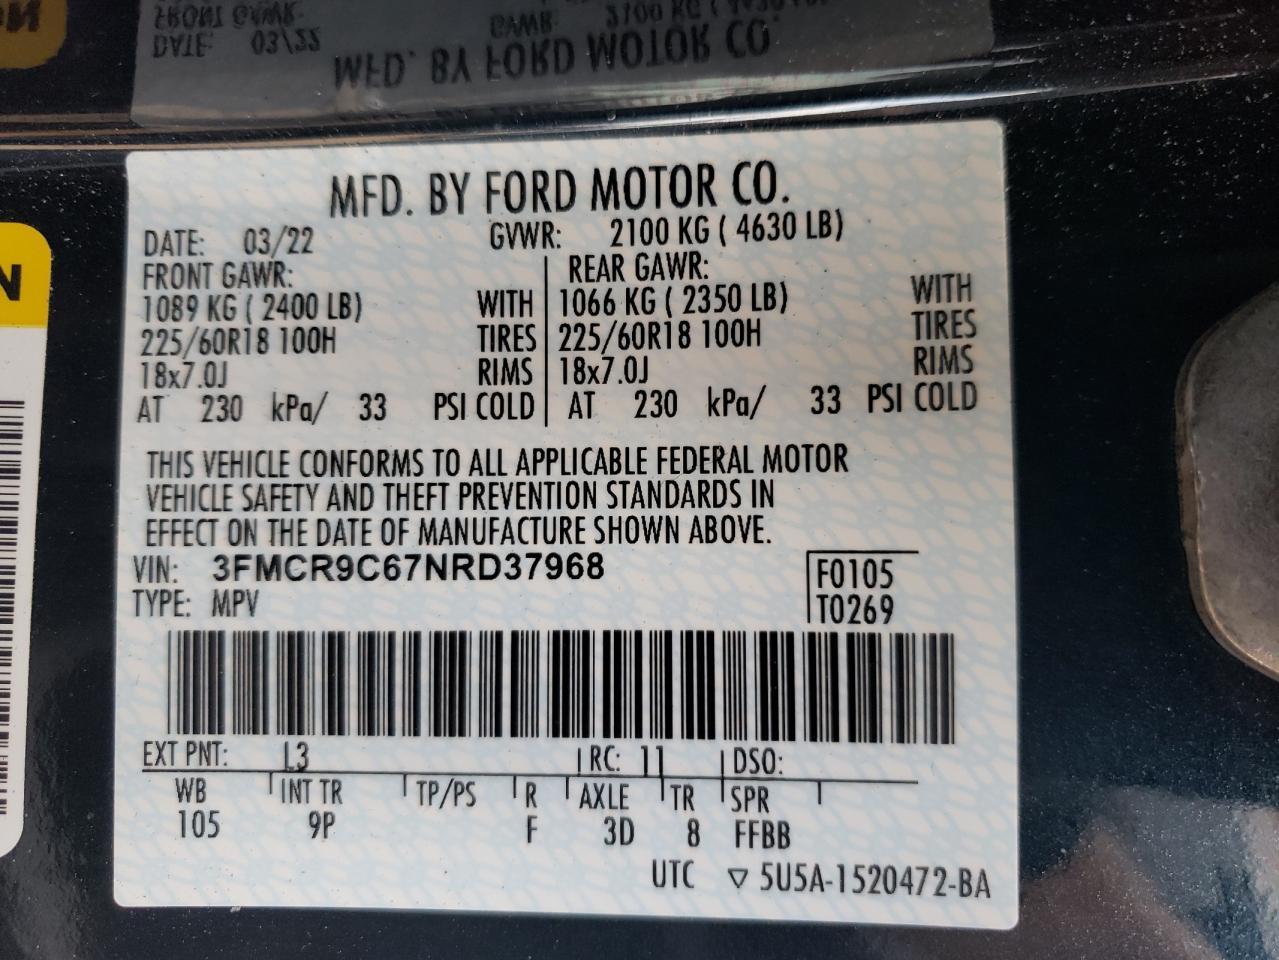 DATE: 03/22
MFD. BY FORD MOTOR CO.
N
MFD. BY FORD MOTOR CO.
DATE: 03/22 GVWR: 2100 KG ( 4630 LB)
FRONT GAWR: REAR GAWR:
1089 KG ( 2400 LB) WITH 1066 KG ( 2350 LB) WITH
225/60R18 100H TIRES 225/60R18 100H TIRES
18x7.0J RIMS 18x7.0J RIMS
AT 230 kPa/ 33 PSI COLD AT 230 kPa/ 33 PSI COLD
THIS VEHICLE CONFORMS TO ALL APPLICABLE FEDERAL MOTOR
VEHICLE SAFETY AND THEFT PREVENTION STANDARDS IN
EFFECT ON THE DATE OF MANUFACTURE SHOWN ABOVE.
VIN: 3FMCR9C67NRD37968 F0105
TYPE: MPV T0269
EXT PNT: L3 RC: 11 DSO:
WB INT TR TP/PS R AXLE TR SPR
105 9P F 3D 8 FFBB
UTC ▽ 5U5A-1520472-BA